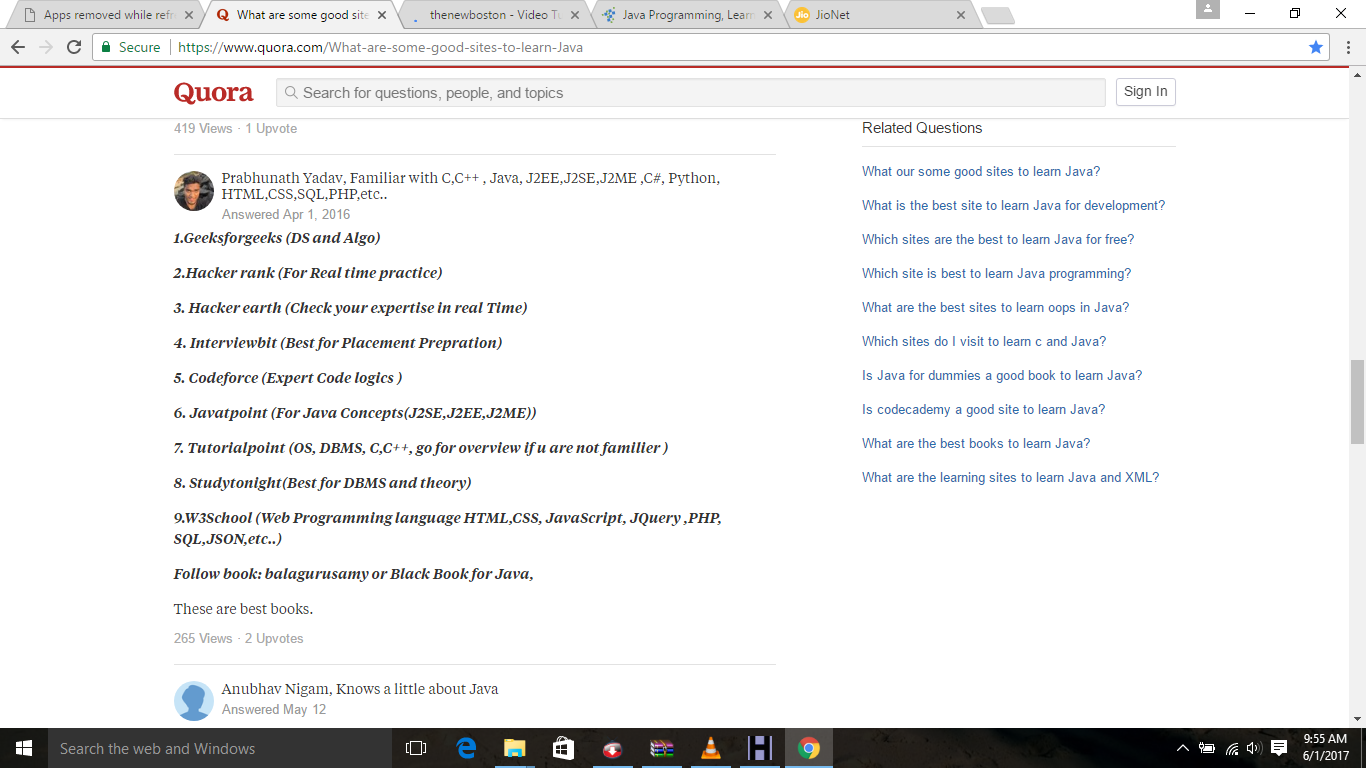 Apps removed while refr
What are some good site
thenewboston - Video Tu
Java Programming, Learn
JioNet
Secure https://www.quora.com/What-are-some-good-sites-to-learn-Java
Quora
Search for questions, people, and topics
Sign In
419 Views · 1 Upvote
Prabhunath Yadav, Familiar with C,C++ , Java, J2EE,J2SE,J2ME ,C#, Python,
HTML,CSS,SQL,PHP,etc..
Answered Apr 1, 2016
1.Geeksforgeeks (DS and Algo)
2.Hacker rank (For Real time practice)
3. Hacker earth (Check your expertise in real Time)
4. Interviewbit (Best for Placement Prepration)
5. Codeforce (Expert Code logics )
6. Javatpoint (For Java Concepts(J2SE,J2EE,J2ME))
7. Tutorialpoint (OS, DBMS, C,C++, go for overview if u are not familier )
8. Studytonight(Best for DBMS and theory)
9.W3School (Web Programming language HTML,CSS, JavaScript, JQuery ,PHP,
SQL,JSON,etc..)
Follow book: balagurusamy or Black Book for Java,
These are best books.
265 Views · 2 Upvotes
Anubhav Nigam, Knows a little about Java
Answered May 12
Related Questions
What our some good sites to learn Java?
What is the best site to learn Java for development?
Which sites are the best to learn Java for free?
Which site is best to learn Java programming?
What are the best sites to learn oops in Java?
Which sites do I visit to learn c and Java?
Is Java for dummies a good book to learn Java?
Is codecademy a good site to learn Java?
What are the best books to learn Java?
What are the learning sites to learn Java and XML?
Search the web and Windows
9:55 AM
6/1/2017